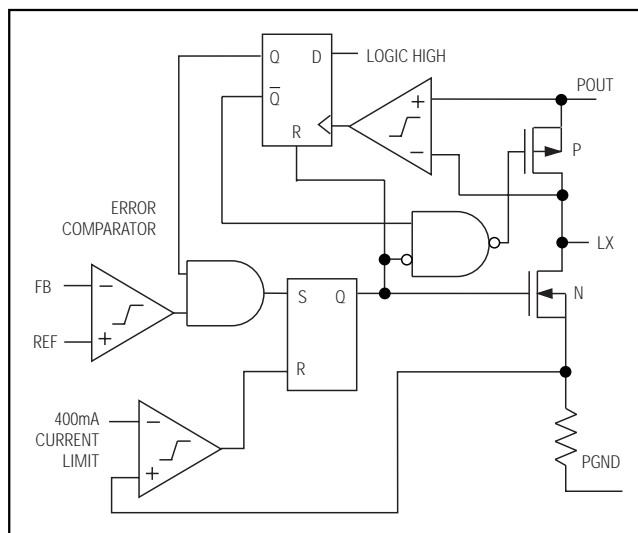 Q
D
LOGIC HIGH
Q
R
+
−
POUT
P
ERROR
COMPARATOR
LX
FB
−
REF
+
S
Q
N
R
400mA
CURRENT
LIMIT
−
+
PGND